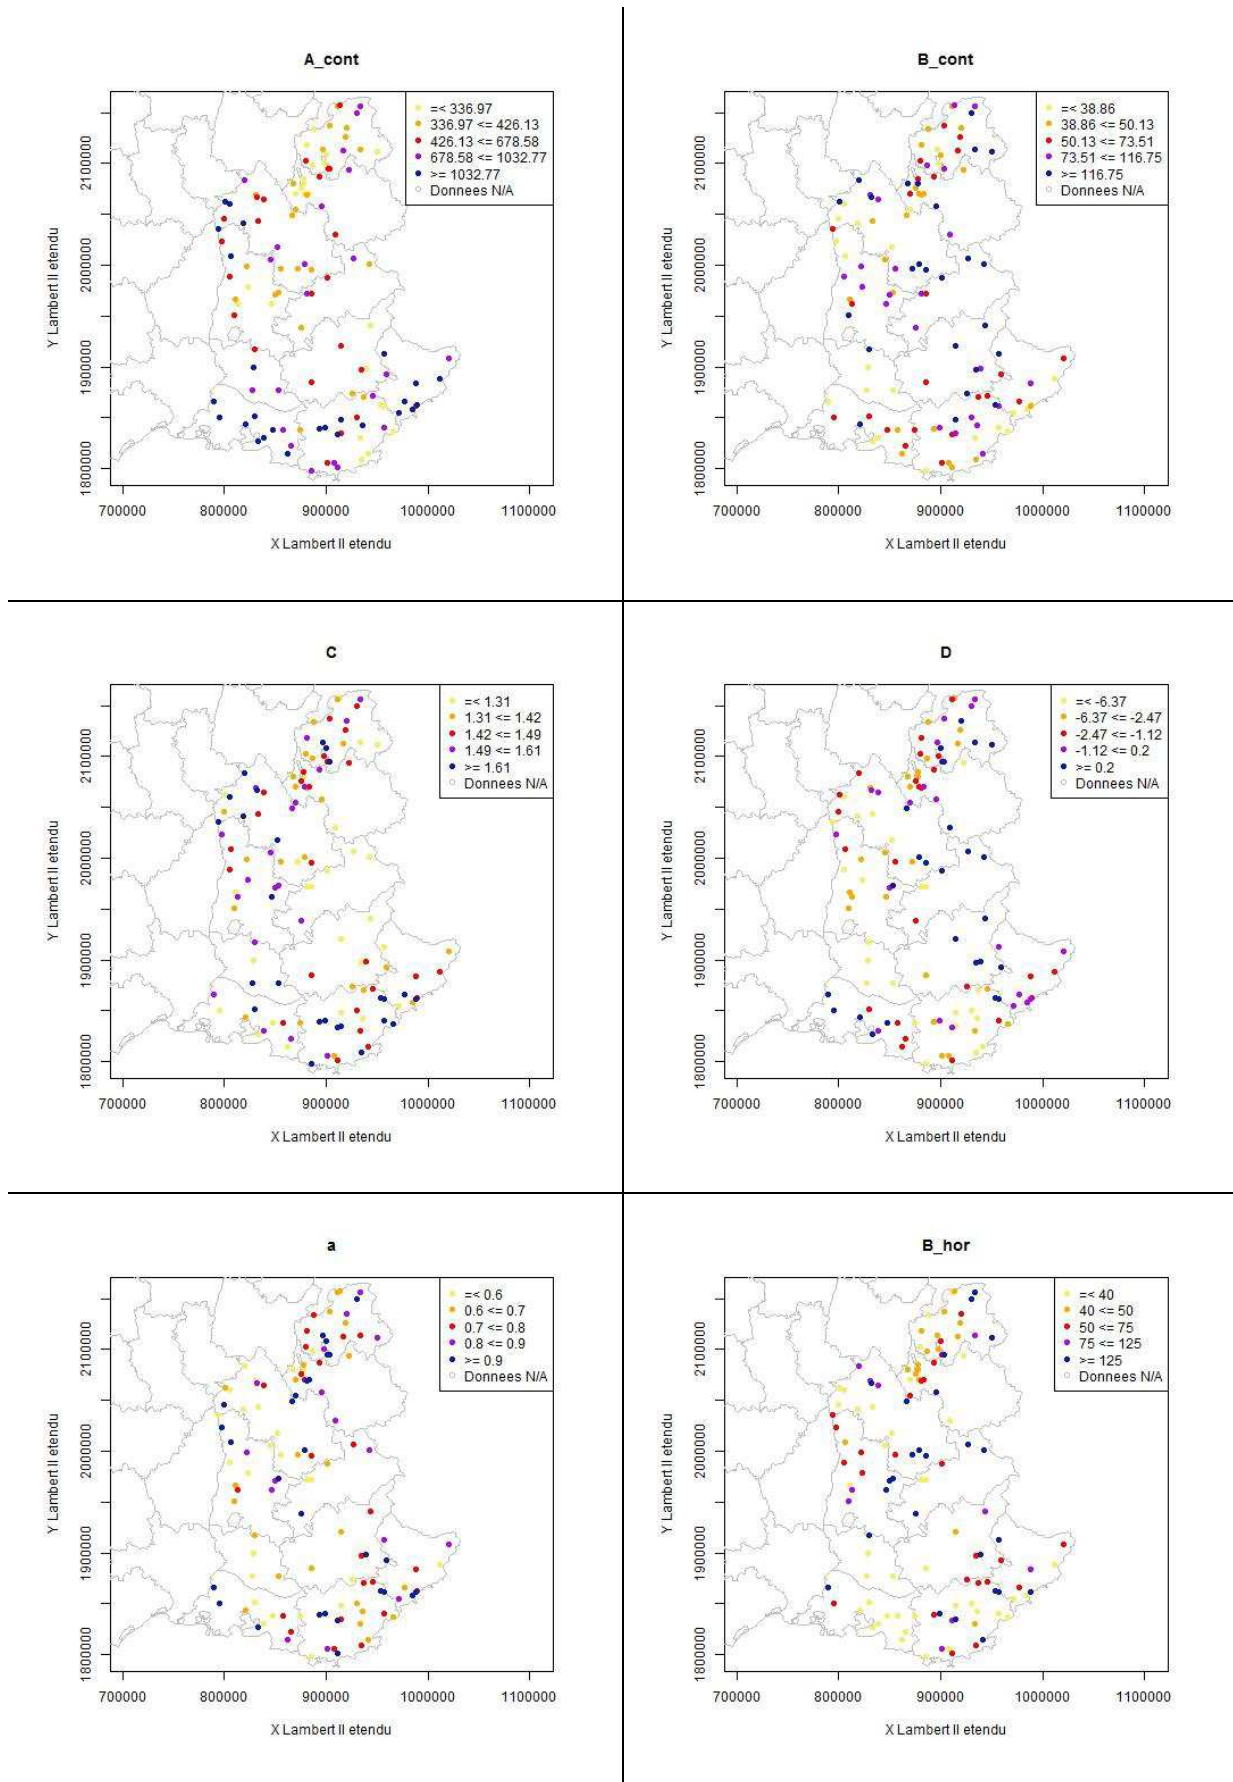 A_cont
=< 336.97
336.97 <= 426.13
426.13 <= 678.58
678.58 <= 1032.77
>= 1032.77
Donnees N/A
Y Lambert II etendu
1800000 1900000 2000000 2100000
700000 800000 900000 1000000 1100000
X Lambert II etendu
B_cont
=< 38.86
38.86 <= 50.13
50.13 <= 73.51
73.51 <= 116.75
>= 116.75
Donnees N/A
Y Lambert II etendu
1800000 1900000 2000000 2100000
700000 800000 900000 1000000 1100000
X Lambert II etendu
C
=< 1.31
1.31 <= 1.42
1.42 <= 1.49
1.49 <= 1.61
>= 1.61
Donnees N/A
Y Lambert II etendu
1800000 1900000 2000000 2100000
700000 800000 900000 1000000 1100000
X Lambert II etendu
D
=< -6.37
-6.37 <= -2.47
-2.47 <= -1.12
-1.12 <= 0.2
>= 0.2
Donnees N/A
Y Lambert II etendu
1800000 1900000 2000000 2100000
700000 800000 900000 1000000 1100000
X Lambert II etendu
a
=< 0.6
0.6 <= 0.7
0.7 <= 0.8
0.8 <= 0.9
>= 0.9
Donnees N/A
Y Lambert II etendu
1800000 1900000 2000000 2100000
700000 800000 900000 1000000 1100000
X Lambert II etendu
B_hor
=< 40
40 <= 50
50 <= 75
75 <= 125
>= 125
Donnees N/A
Y Lambert II etendu
1800000 1900000 2000000 2100000
700000 800000 900000 1000000 1100000
X Lambert II etendu